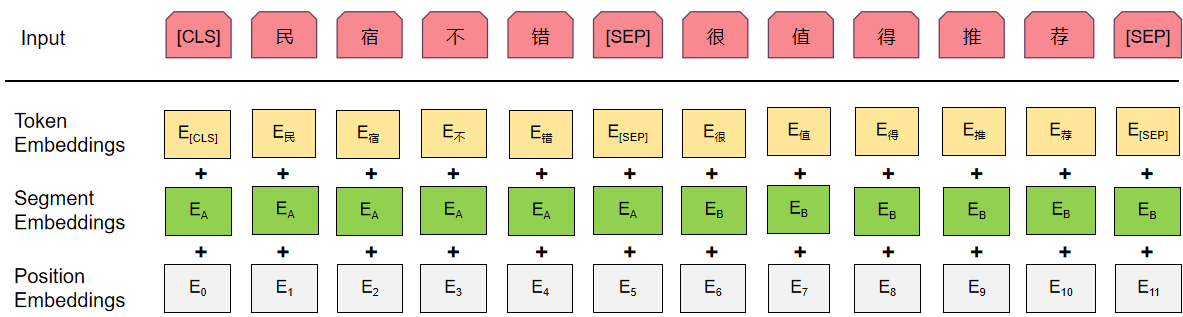 Input [CLS] 民 宿 不 错 [SEP] 很 值 得 推 荐 [SEP]
Token Embeddings E[CLS] E民 E宿 E不 E错 E[SEP] E很 E值 E得 E推 E荐 E[SEP]
+ + + + + + + + + + + +
Segment Embeddings EA EA EA EA EA EA EB EB EB EB EB EB
+ + + + + + + + + + + +
Position Embeddings E0 E1 E2 E3 E4 E5 E6 E7 E8 E9 E10 E11